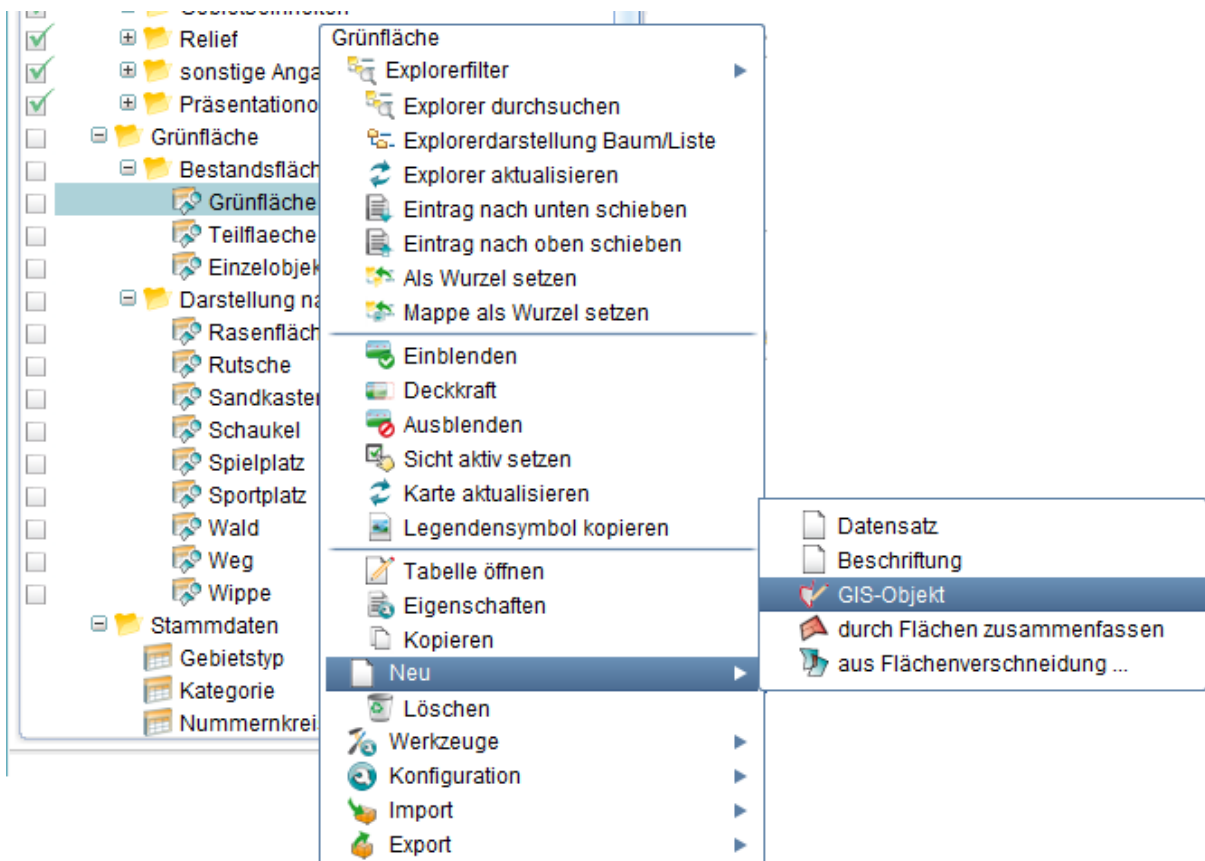 Relief
sonstige Anga
Präsentationo
Grünfläche
Bestandsfläch
Grünfläche
Teilflaeche
Einzelobjek
Darstellung na
Rasenfläch
Rutsche
Sandkaster
Schaukel
Spielplatz
Sportplatz
Wald
Weg
Wippe
Stammdaten
Gebietstyp
Kategorie
Nummernkrei
Grünfläche
Explorerfilter
Explorer durchsuchen
Explorerdarstellung Baum/Liste
Explorer aktualisieren
Eintrag nach unten schieben
Eintrag nach oben schieben
Als Wurzel setzen
Mappe als Wurzel setzen
Einblenden
Deckkraft
Ausblenden
Sicht aktiv setzen
Karte aktualisieren
Legendensymbol kopieren
Tabelle öffnen
Eigenschaften
Kopieren
Neu
Löschen
Werkzeuge
Konfiguration
Import
Export
Datensatz
Beschriftung
GIS-Objekt
durch Flächen zusammenfassen
aus Flächenverschneidung ...